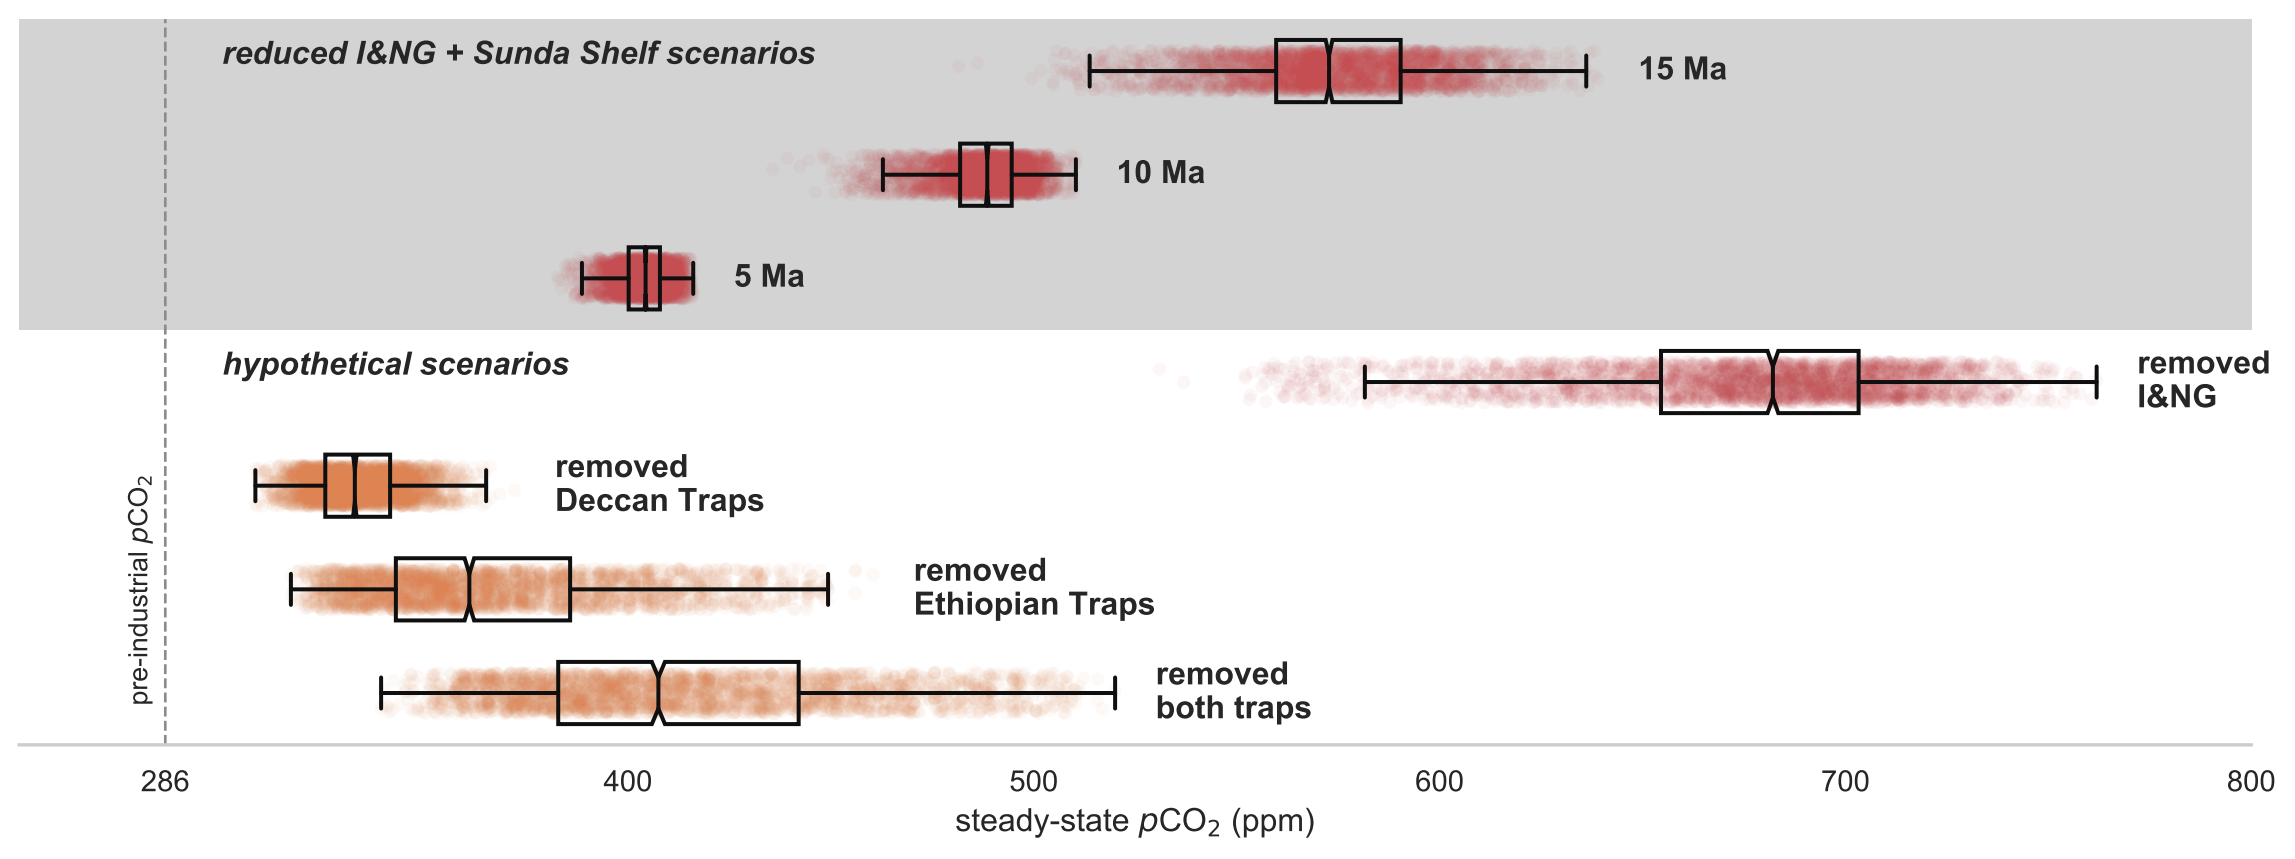 reduced I&NG + Sunda Shelf scenarios
15 Ma
10 Ma
5 Ma
hypothetical scenarios
removed
I&NG
removed
Deccan Traps
removed
Ethiopian Traps
removed
both traps
pre-industrial pCO₂
286 400 500 600 700 800
steady-state pCO₂ (ppm)